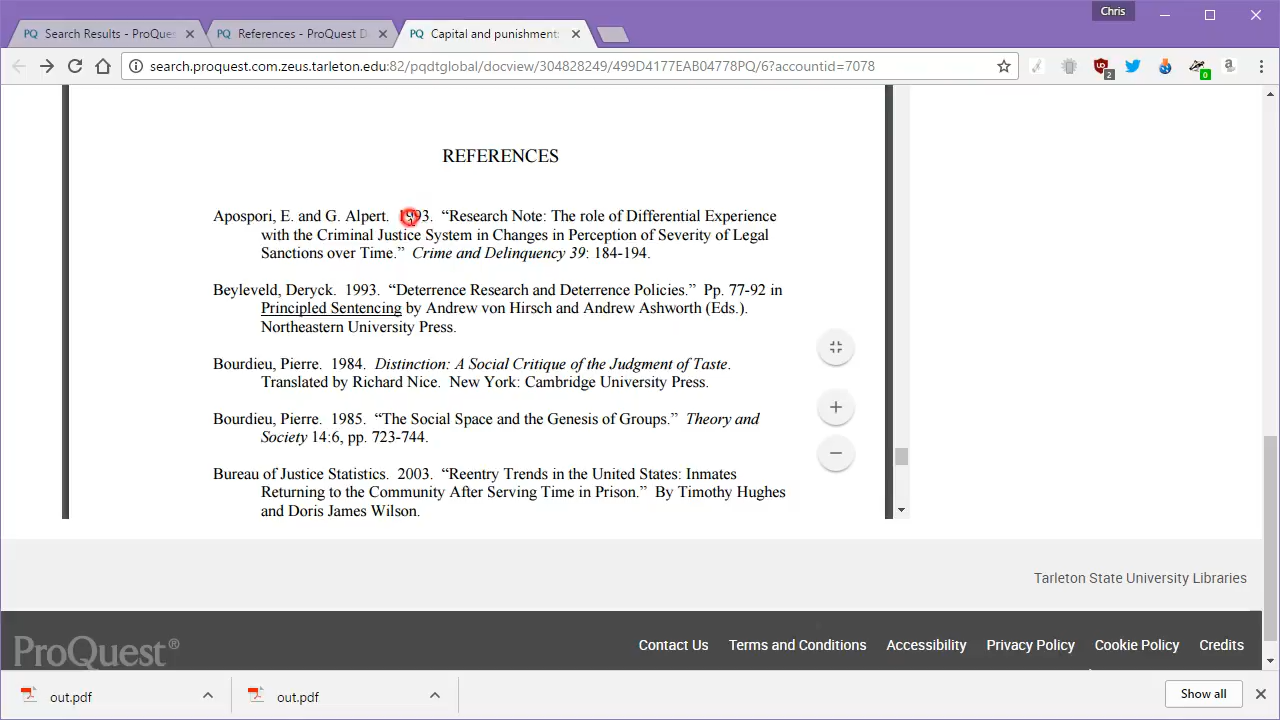 Chris
Search Results - ProQues
References - ProQuest D
Capital and punishment:
search.proquest.com.zeus.tarleton.edu:82/pqdtglobal/docview/304828249/499D4177EAB04778PQ/6?accountid=7078
2
0
REFERENCES
Apospori, E. and G. Alpert. 1993. “Research Note: The role of Differential Experience
with the Criminal Justice System in Changes in Perception of Severity of Legal
Sanctions over Time.” Crime and Delinquency 39: 184-194.
Beyleveld, Deryck. 1993. “Deterrence Research and Deterrence Policies.” Pp. 77-92 in
Principled Sentencing by Andrew von Hirsch and Andrew Ashworth (Eds.).
Northeastern University Press.
Bourdieu, Pierre. 1984. Distinction: A Social Critique of the Judgment of Taste.
Translated by Richard Nice. New York: Cambridge University Press.
Bourdieu, Pierre. 1985. “The Social Space and the Genesis of Groups.” Theory and
Society 14:6, pp. 723-744.
Bureau of Justice Statistics. 2003. “Reentry Trends in the United States: Inmates
Returning to the Community After Serving Time in Prison.” By Timothy Hughes
and Doris James Wilson.
Tarleton State University Libraries
ProQuest®
Contact Us Terms and Conditions Accessibility Privacy Policy Cookie Policy Credits
out.pdf
out.pdf
Show all